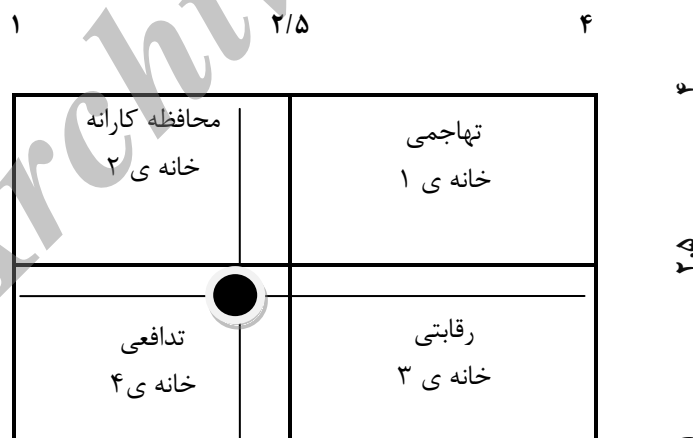 ۴ ۲/۵ ۱
تهاجمی
خانه ی ۱
محافظه کارانه
خانه ی ۲
رقابتی
خانه ی ۳
تدافعی
خانه ی۴